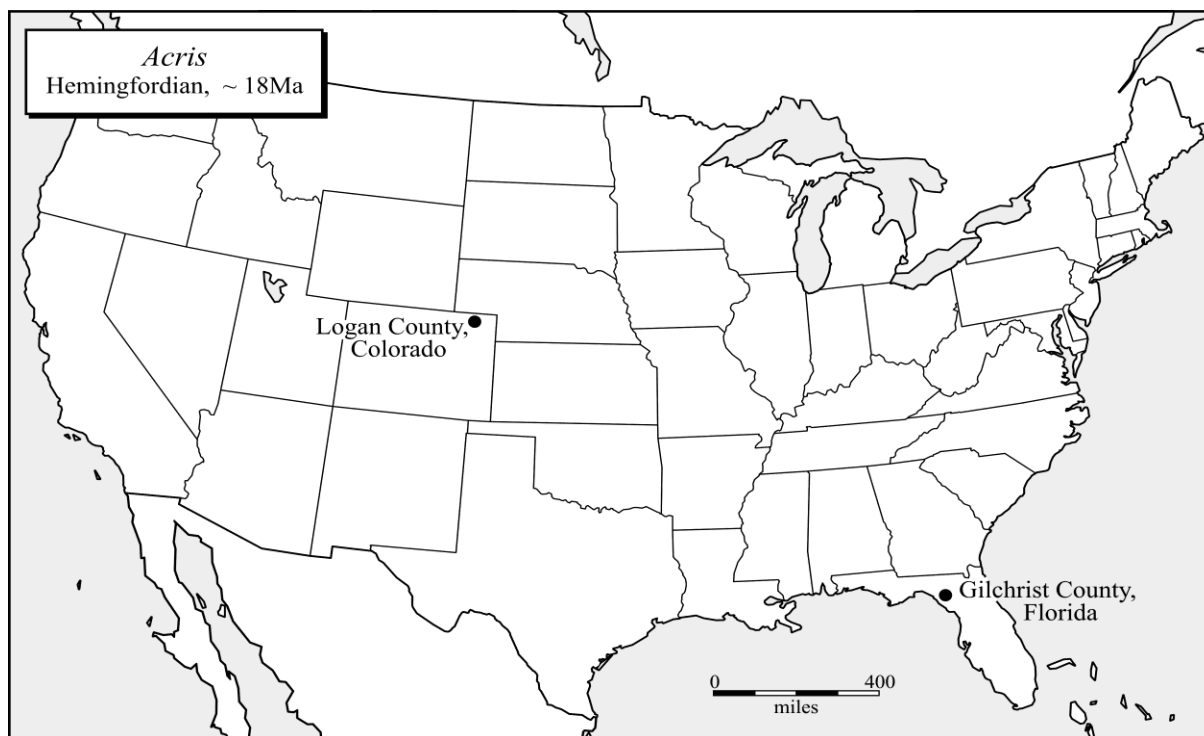 Acris
Hemingfordian, ~ 18Ma
Logan County,
Colorado
Gilchrist County,
Florida
0 400
miles